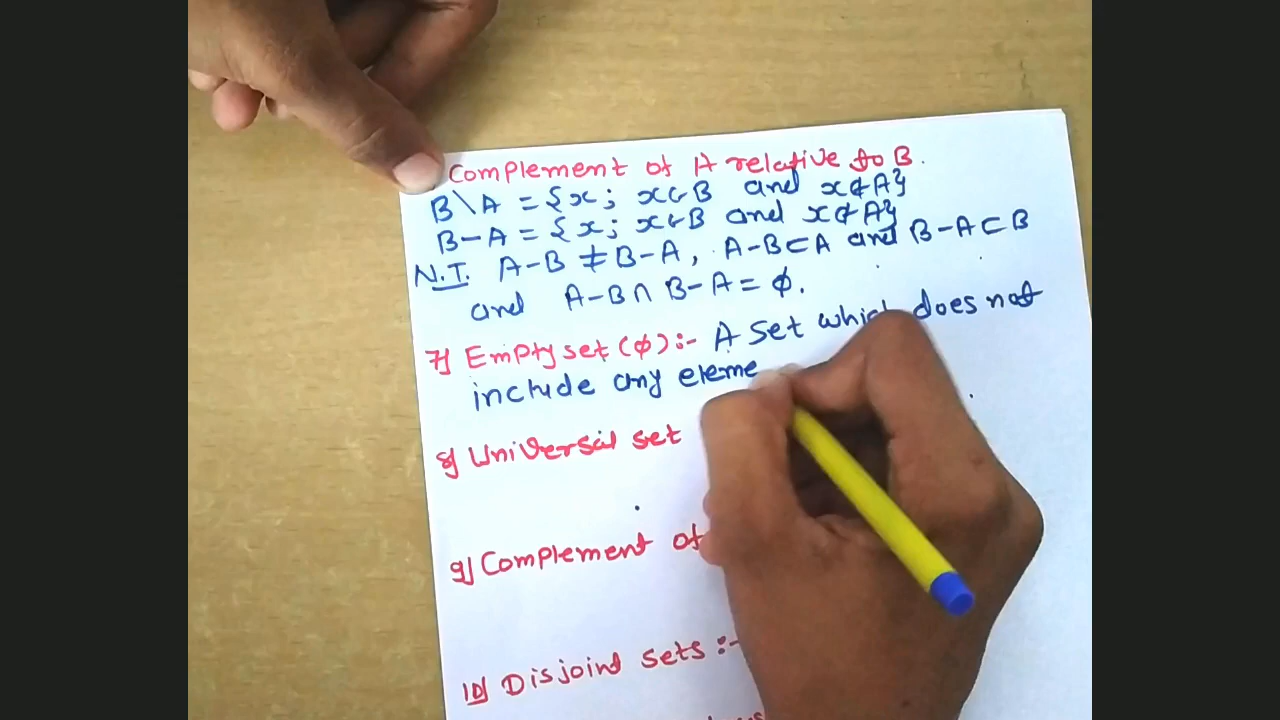 Complement of A relative to B.
B\A = {x; x∈B and x∉A}
B-A = {x; x∈B and x∉A}
N.T. A-B ≠ B-A, A-B⊂A and B-A⊂B
and A-B∩B-A = ϕ.
7) Empty set (ϕ):- A set which does not
include any eleme
8) Universal set
9) Complement of
10) Disjoint sets :-